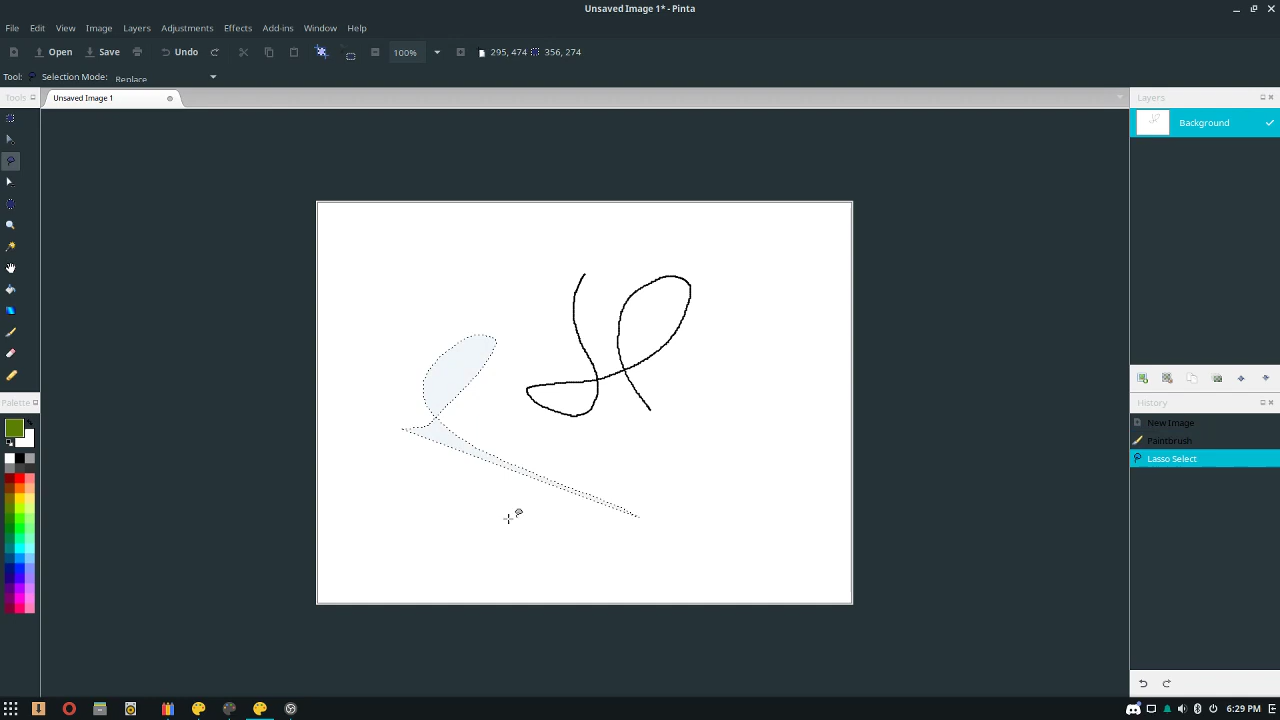 Unsaved Image 1* - Pinta
File Edit View Image Layers Adjustments Effects Add-ins Window Help
Open Save Undo 100% 295, 474 356, 274
Tool: Selection Mode: Replace
Tools Unsaved Image 1 Layers
Background
Palette History
New Image
Paintbrush
Lasso Select
6:29 PM